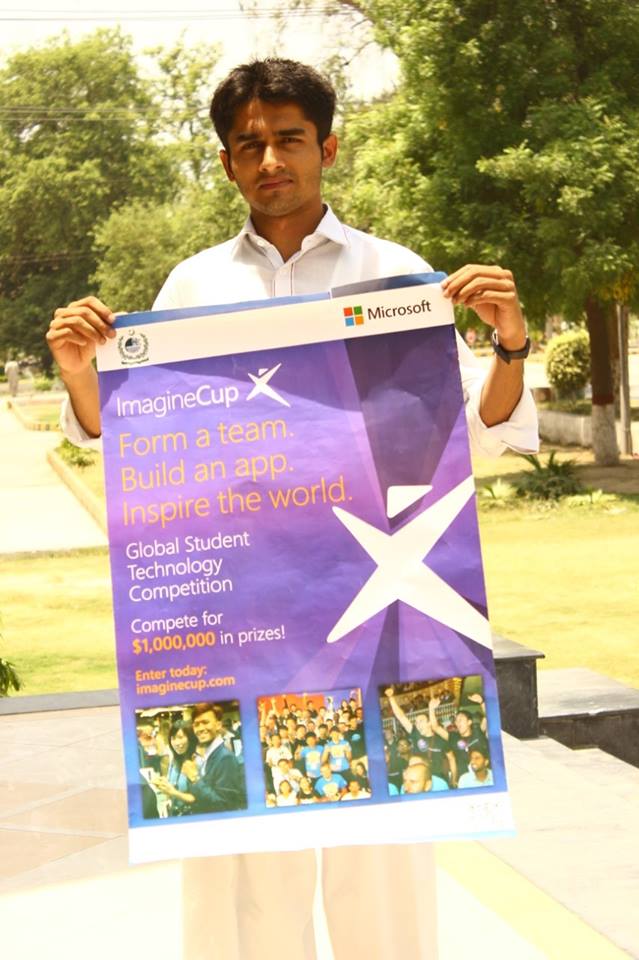 Microsoft
ImagineCup
Form a team.
Build an app.
Inspire the world.
Global Student
Technology
Competition
Compete for
$1,000,000 in prizes!
Enter today:
imaginecup.com